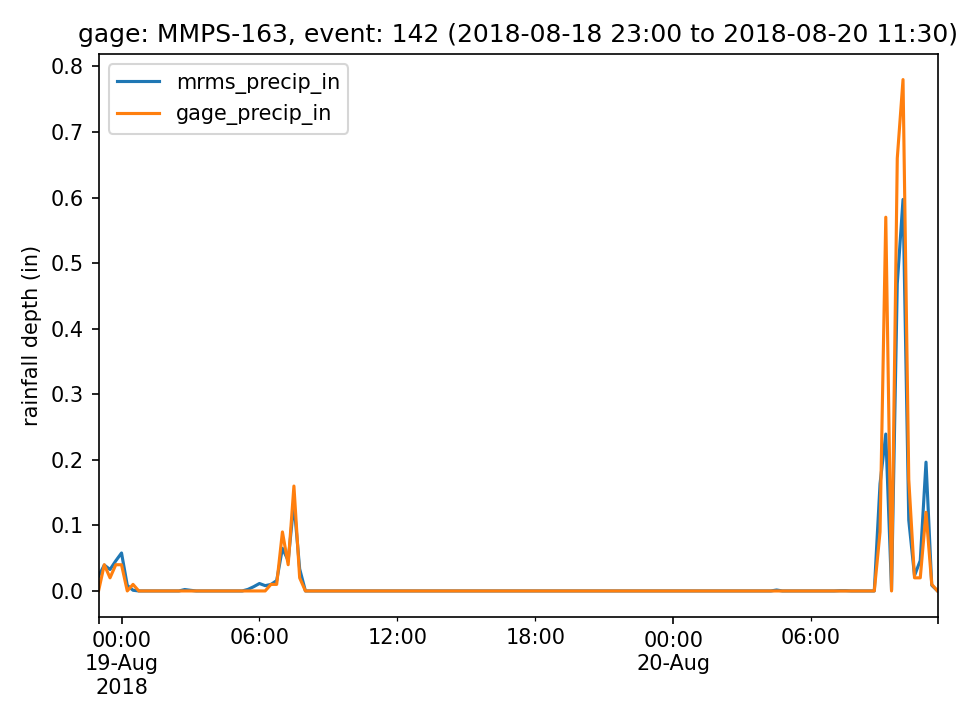 gage: MMPS-163, event: 142 (2018-08-18 23:00 to 2018-08-20 11:30)
mrms_precip_in
gage_precip_in
rainfall depth (in)
0.8
0.7
0.6
0.5
0.4
0.3
0.2
0.1
0.0
00:00 06:00 12:00 18:00 00:00 06:00
19-Aug 20-Aug
2018